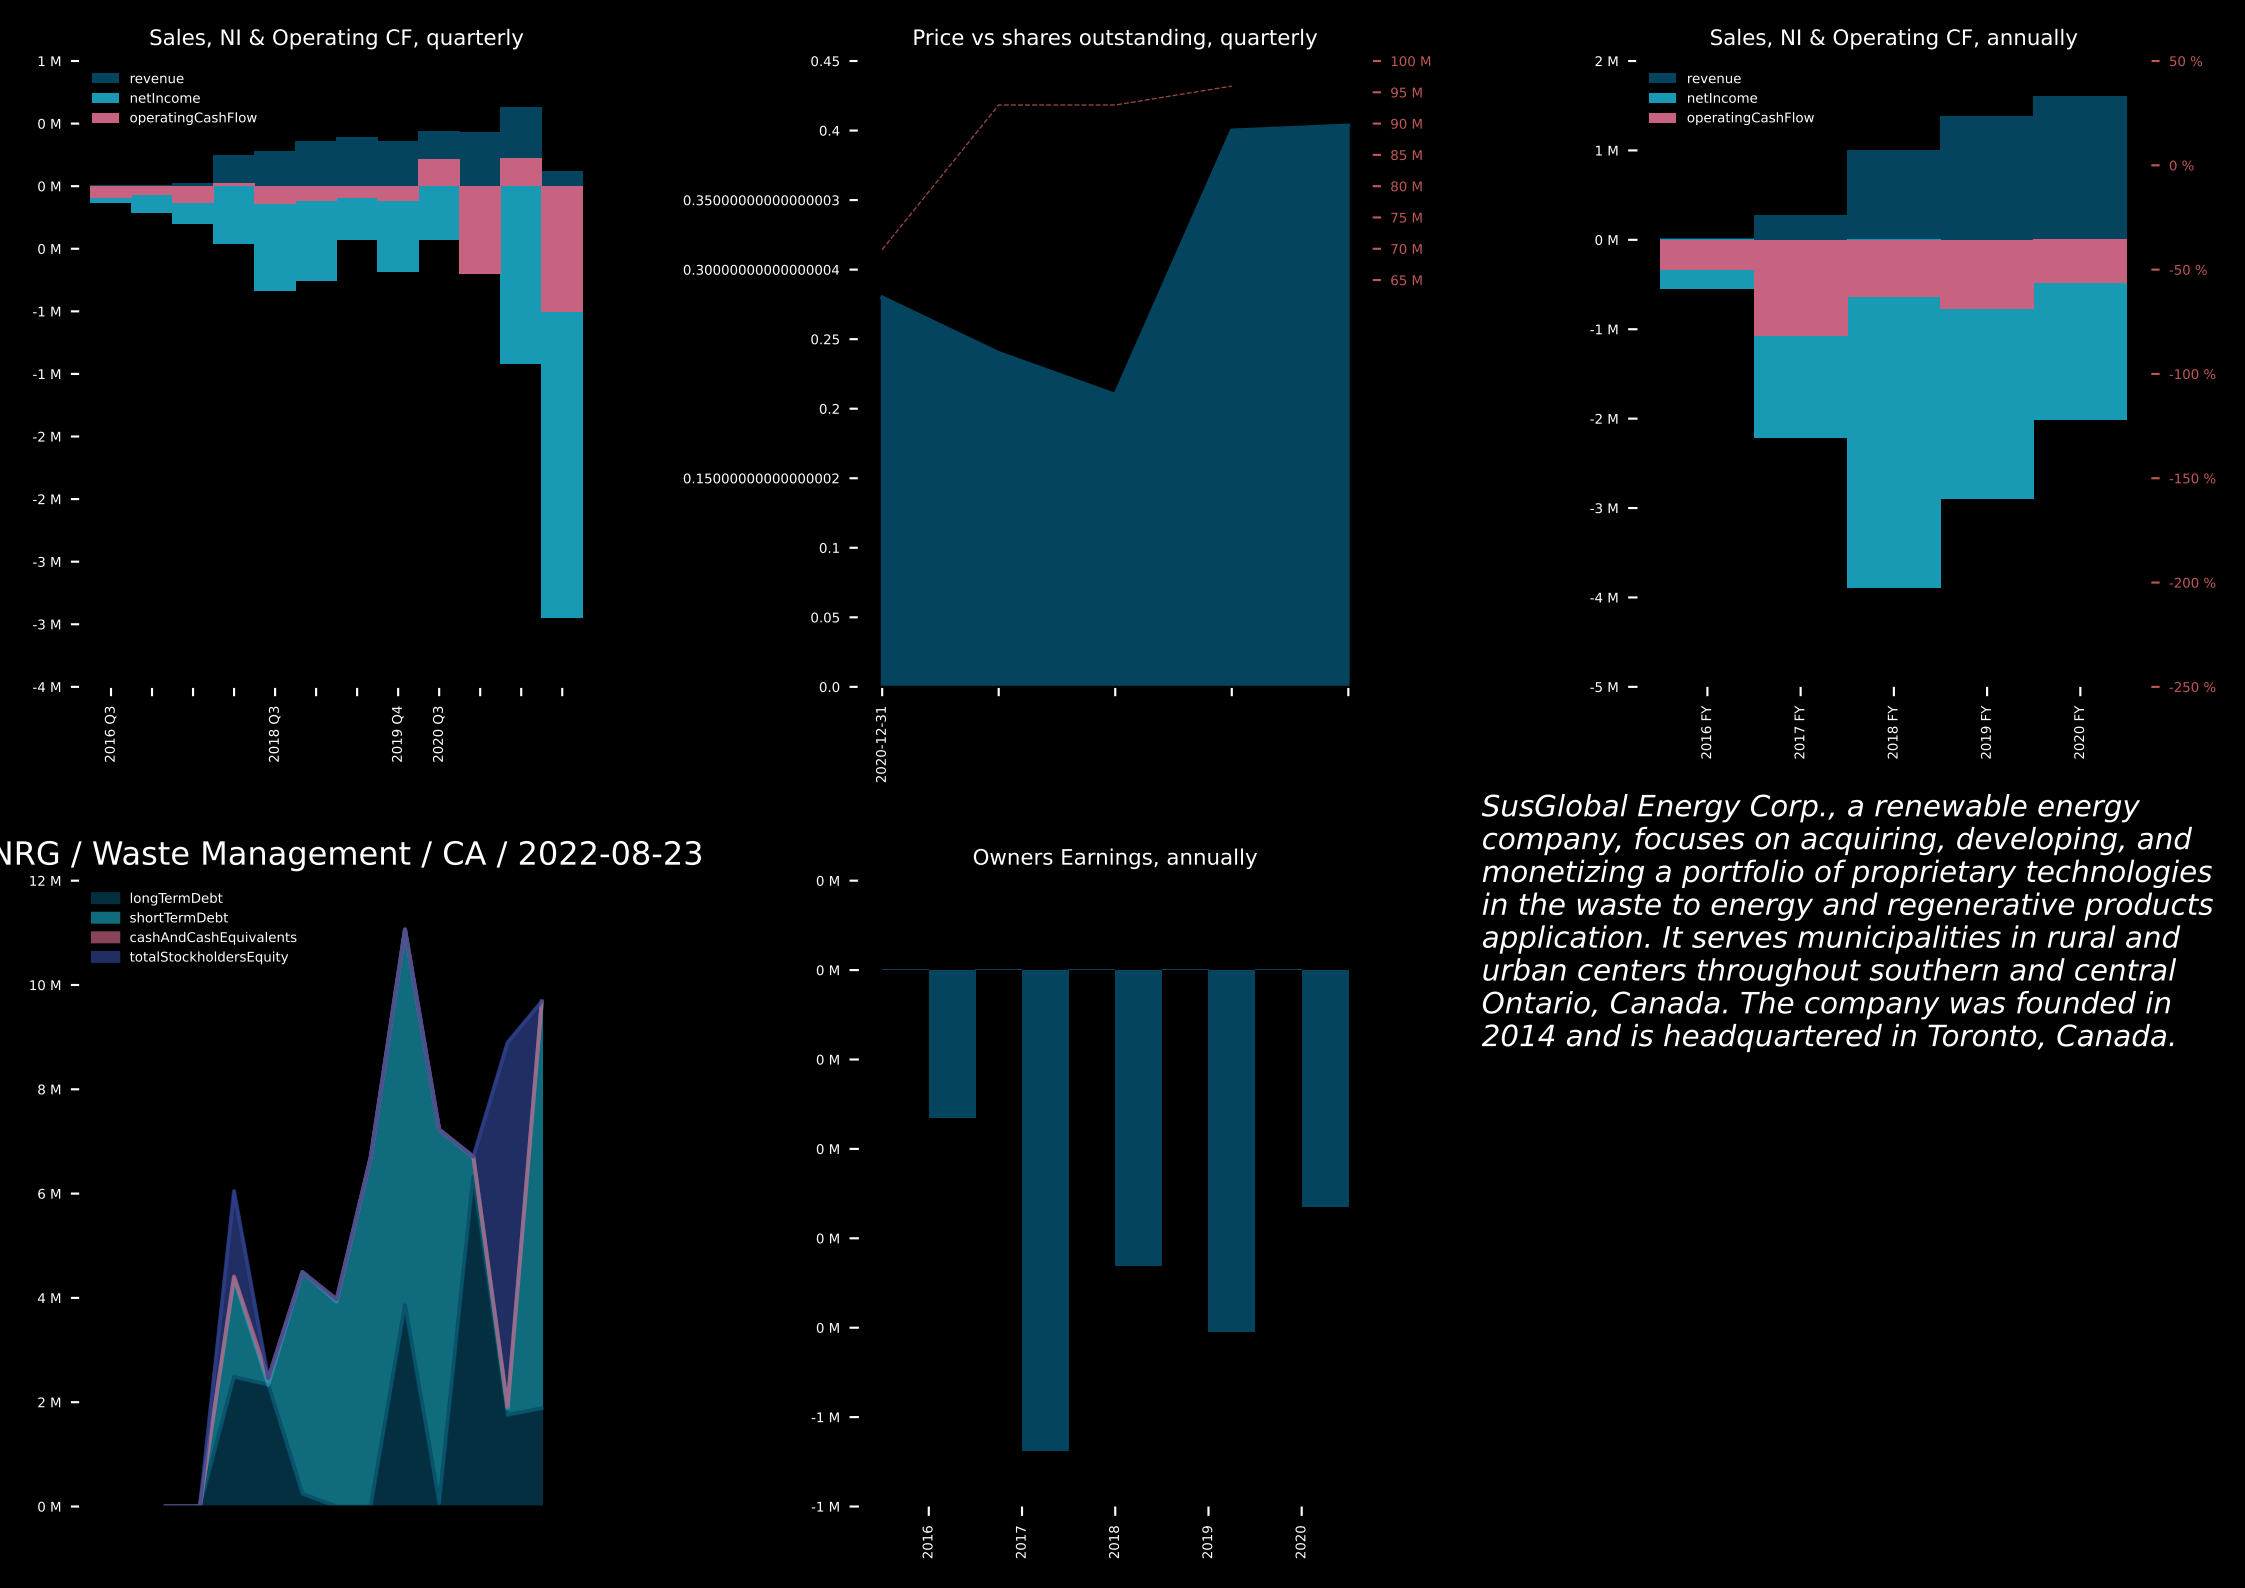 Sales, NI & Operating CF, quarterly
1 M
0 M
0 M
0 M
-1 M
-1 M
-2 M
-2 M
-3 M
-3 M
-4 M
revenue
netIncome
operatingCashFlow
2016 Q3
2018 Q3
2019 Q4
2020 Q3
Price vs shares outstanding, quarterly
0.45
0.4
0.35000000000000003
0.30000000000000004
0.25
0.2
0.15000000000000002
0.1
0.05
0.0
100 M
95 M
90 M
85 M
80 M
75 M
70 M
65 M
2020-12-31
Sales, NI & Operating CF, annually
2 M
1 M
0 M
-1 M
-2 M
-3 M
-4 M
-5 M
revenue
netIncome
operatingCashFlow
50 %
0 %
-50 %
-100 %
-150 %
-200 %
-250 %
2016 FY
2017 FY
2018 FY
2019 FY
2020 FY
NRG / Waste Management / CA / 2022-08-23
12 M
10 M
8 M
6 M
4 M
2 M
0 M
longTermDebt
shortTermDebt
cashAndCashEquivalents
totalStockholdersEquity
Owners Earnings, annually
0 M
0 M
0 M
0 M
0 M
0 M
-1 M
-1 M
2016
2017
2018
2019
2020
SusGlobal Energy Corp., a renewable energy
company, focuses on acquiring, developing, and
monetizing a portfolio of proprietary technologies
in the waste to energy and regenerative products
application. It serves municipalities in rural and
urban centers throughout southern and central
Ontario, Canada. The company was founded in
2014 and is headquartered in Toronto, Canada.